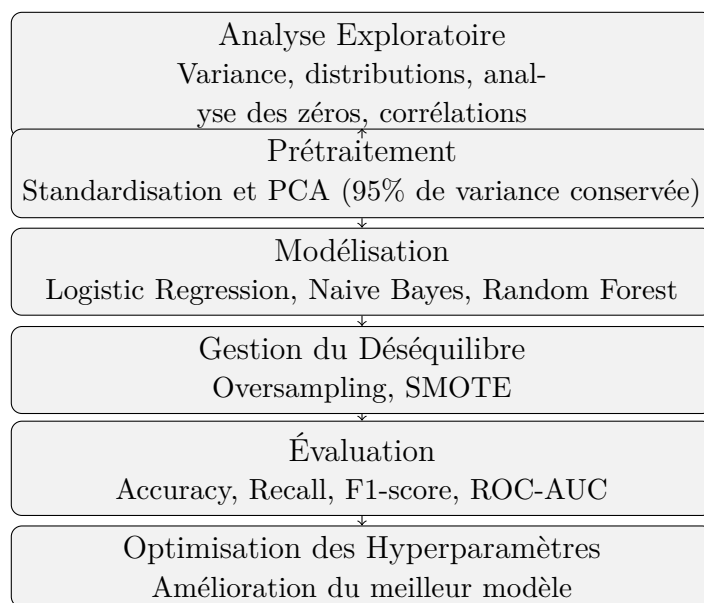 Analyse Exploratoire
Variance, distributions, anal-
yse des zéros, corrélations
Prétraitement
Standardisation et PCA (95% de variance conservée)
Modélisation
Logistic Regression, Naive Bayes, Random Forest
Gestion du Déséquilibre
Oversampling, SMOTE
Évaluation
Accuracy, Recall, F1-score, ROC-AUC
Optimisation des Hyperparamètres
Amélioration du meilleur modèle